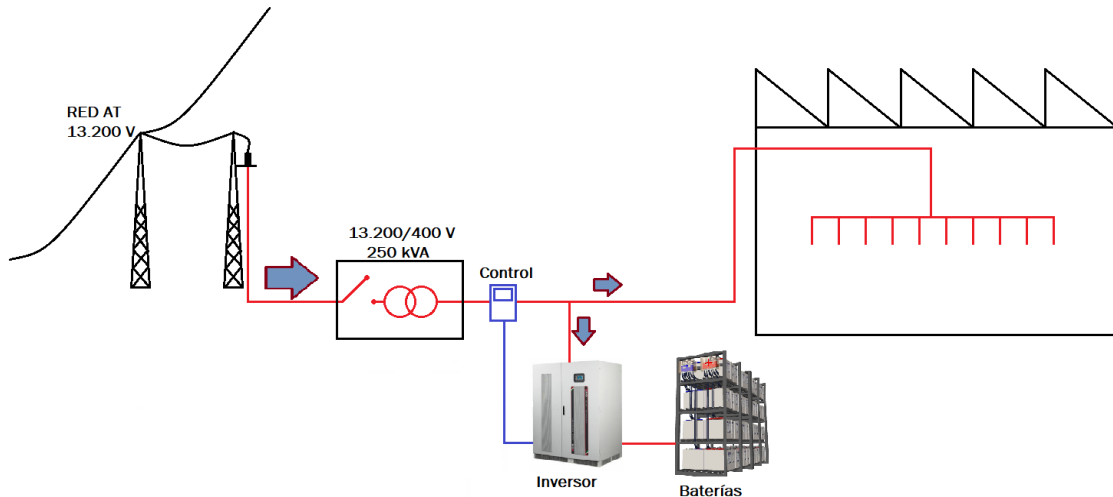 RED AT
13.200 V
13.200/400 V
250 kVA
Control
Inversor
Baterías